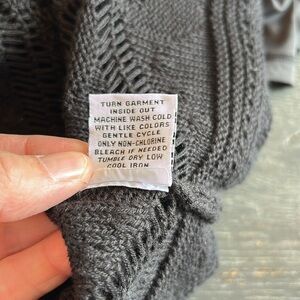 TURN GARMENT
INSIDE OUT
MACHINE WASH COLD
WITH LIKE COLORS
GENTLE CYCLE
ONLY NON-CHLORINE
BLEACH IF NEEDED
TUMBLE DRY LOW
COOL IRON